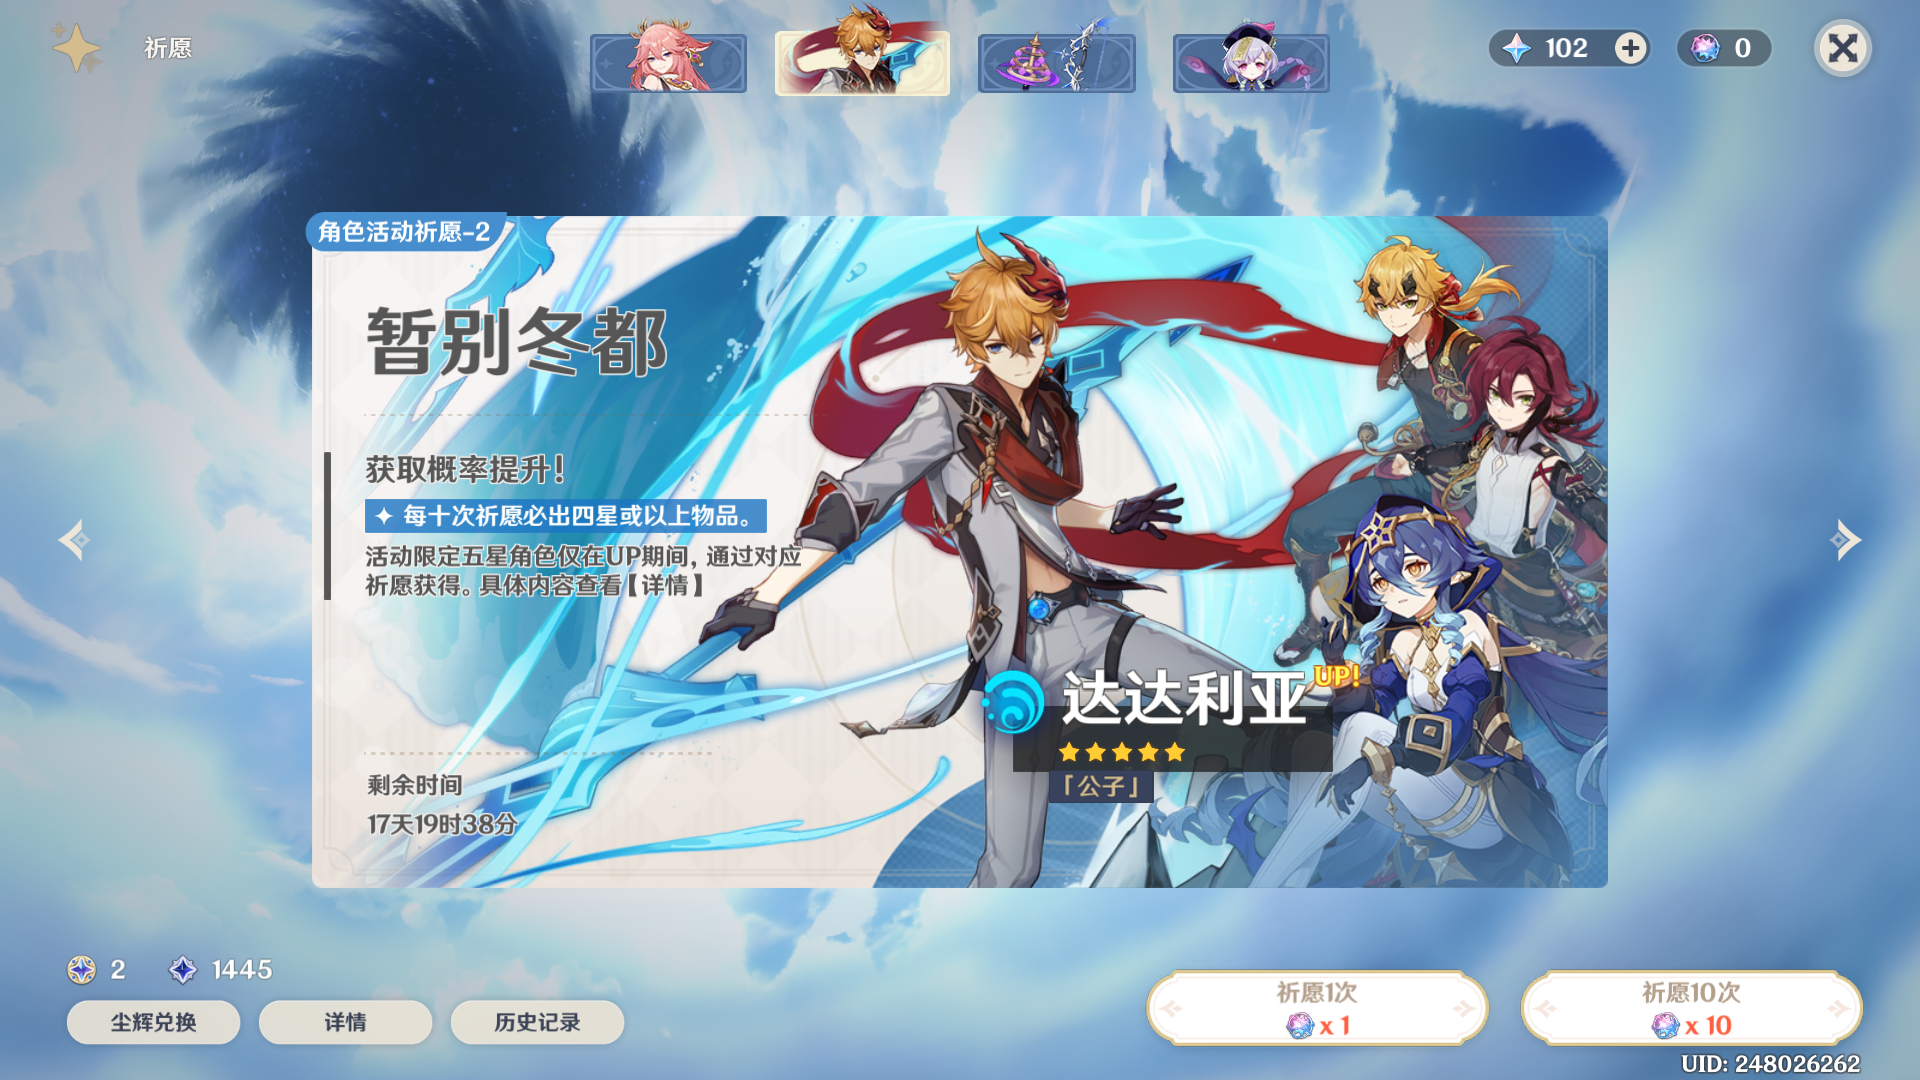 祈愿
102
0
角色活动祈愿-2
暂别冬都
获取概率提升！
每十次祈愿必出四星或以上物品。
活动限定五星角色仅在UP期间，通过对应
祈愿获得。具体内容查看【详情】
达达利亚
UP!
「公子」
剩余时间
17天19时38分
2
1445
尘辉兑换
详情
历史记录
祈愿1次
x 1
祈愿10次
x 10
UID: 248026262